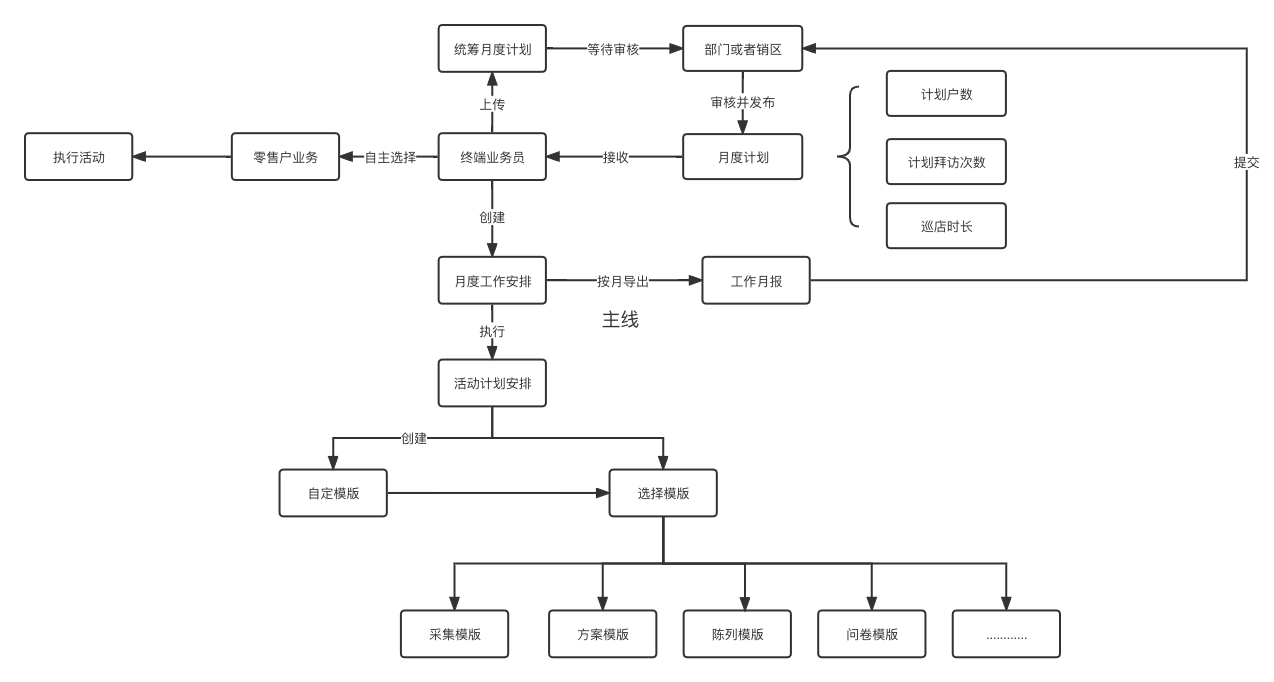 统筹月度计划
等待审核
部门或者销区
计划户数
上传
审核并发布
执行活动
零售户业务
自主选择
终端业务员
接收
月度计划
计划拜访次数
提交
创建
巡店时长
月度工作安排
按月导出
工作月报
主线
执行
活动计划安排
创建
自定模版
选择模版
采集模版
方案模版
陈列模版
问卷模版
............